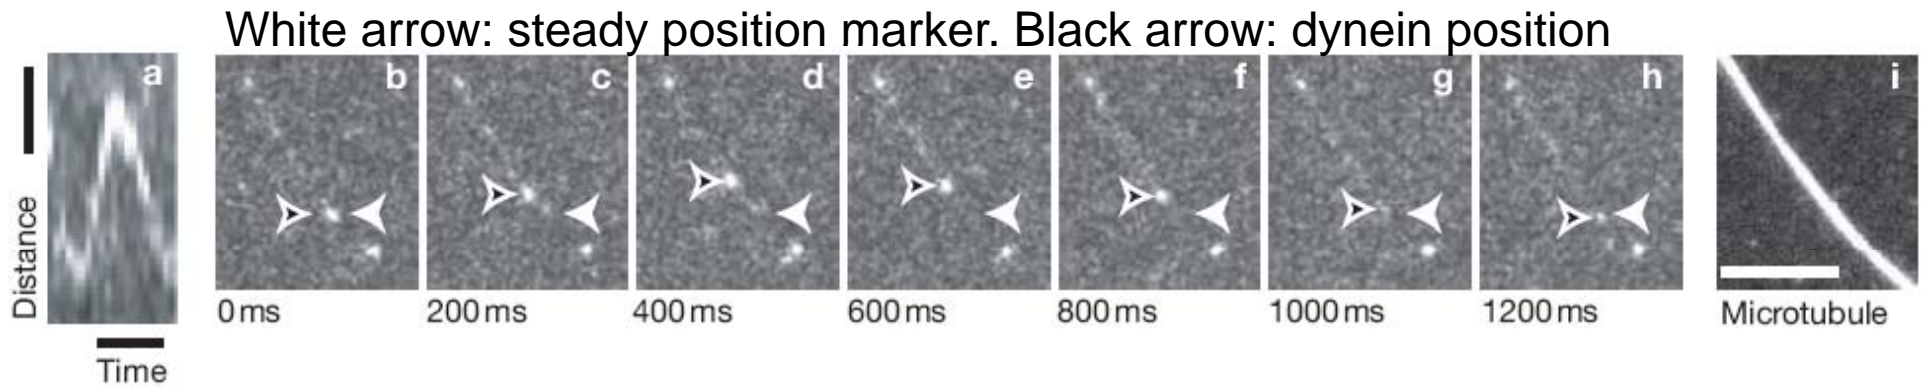 White arrow: steady position marker. Black arrow: dynein position
a
b
c
d
e
f
g
h
i
Distance
Time
0 ms
200 ms
400 ms
600 ms
800 ms
1000 ms
1200 ms
Microtubule